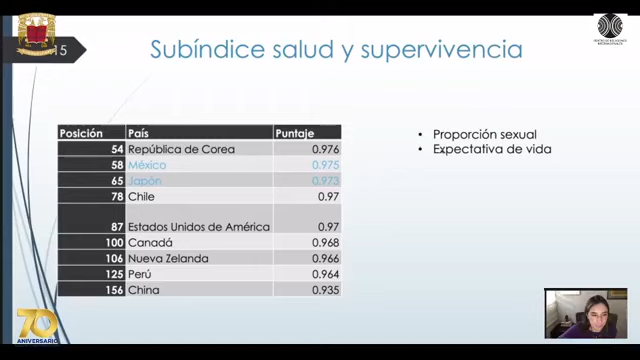 15
Subíndice salud y supervivencia
Posición País Puntaje
54 República de Corea 0.976
58 México 0.975
65 Japón 0.973
78 Chile 0.97
87 Estados Unidos de América 0.97
100 Canadá 0.968
106 Nueva Zelanda 0.966
125 Perú 0.964
156 China 0.935
• Proporción sexual
• Expectativa de vida
70
ANIVERSARIO